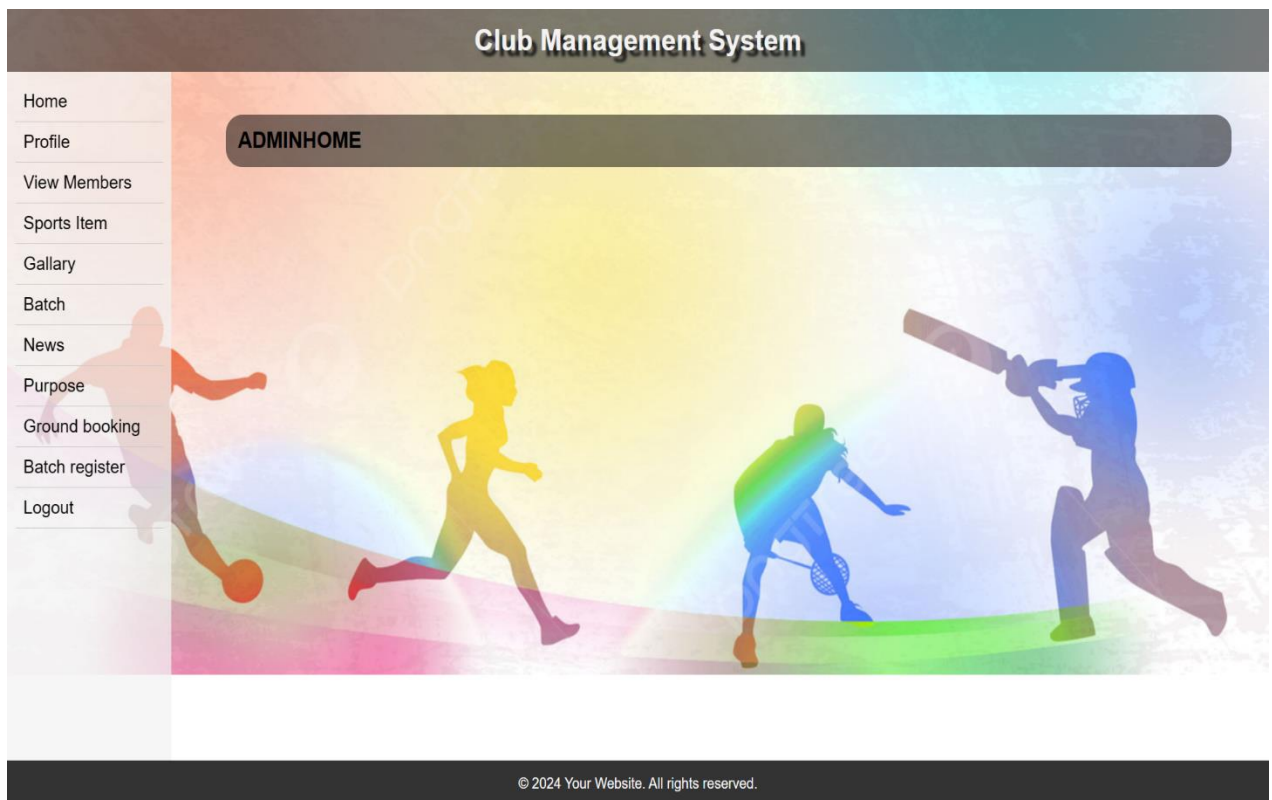 Club Management System
Home
Profile
View Members
Sports Item
Gallary
Batch
News
Purpose
Ground booking
Batch register
Logout
ADMINHOME
© 2024 Your Website. All rights reserved.